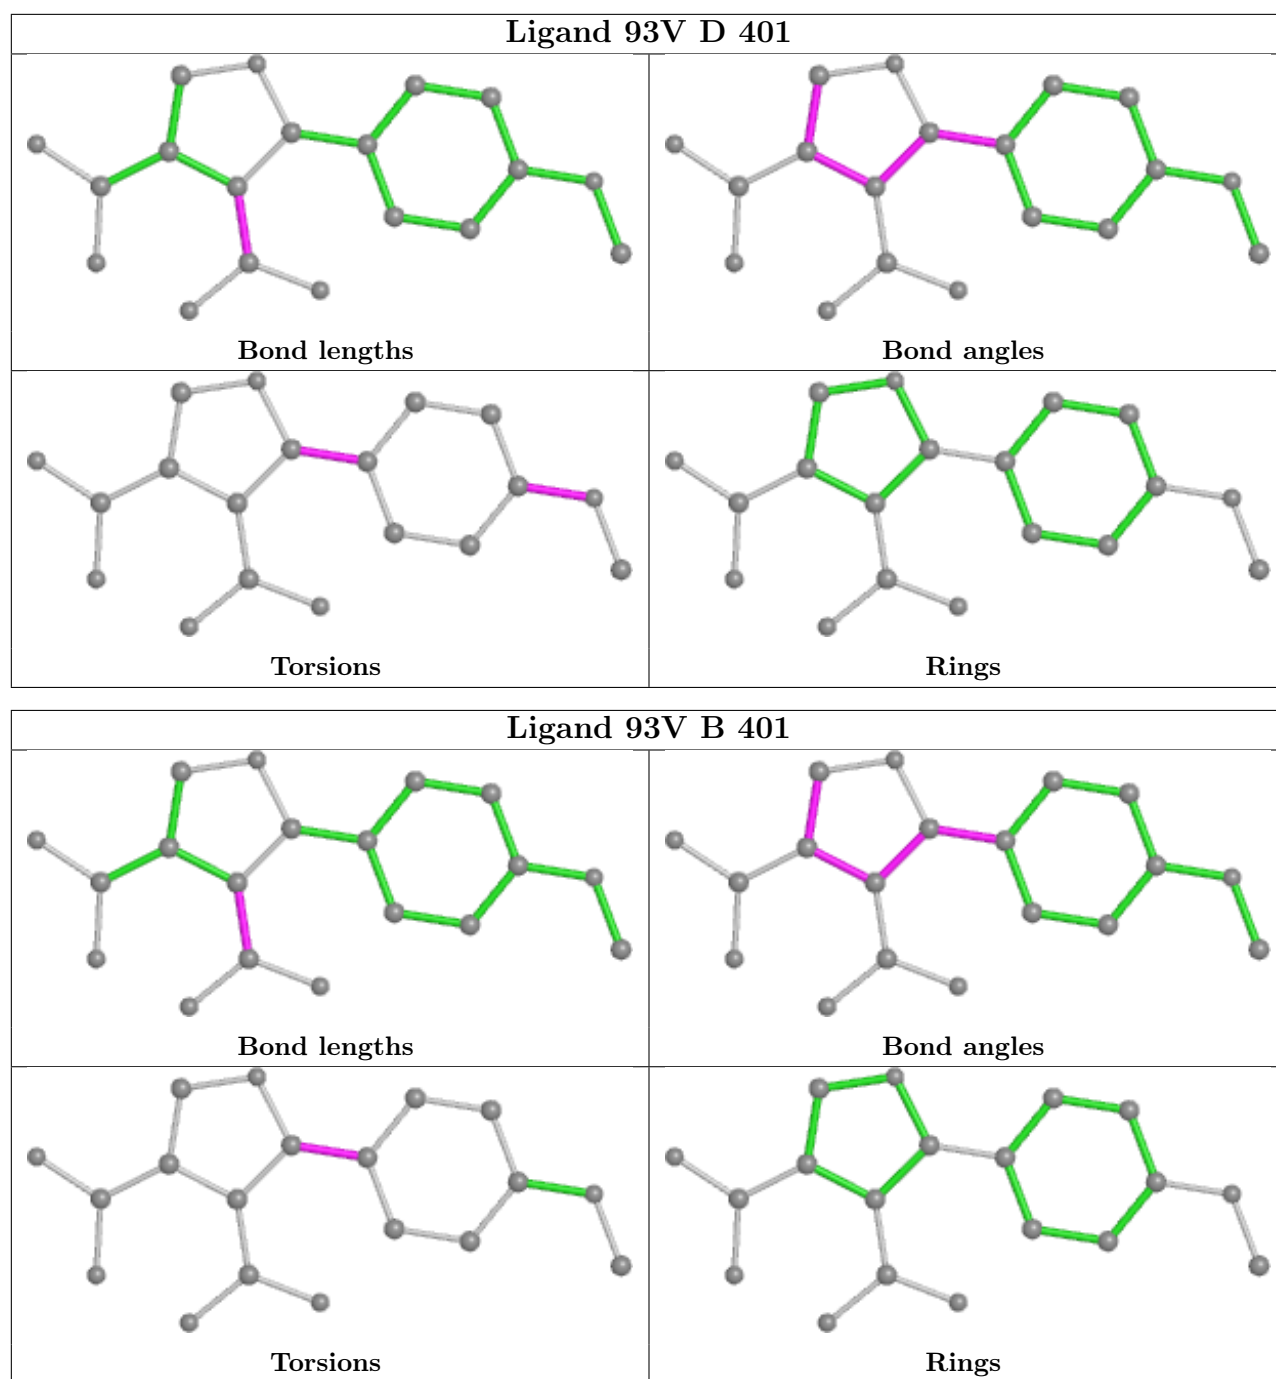 Ligand 93V D 401
Bond lengths
Bond angles
Torsions
Rings
Ligand 93V B 401
Bond lengths
Bond angles
Torsions
Rings